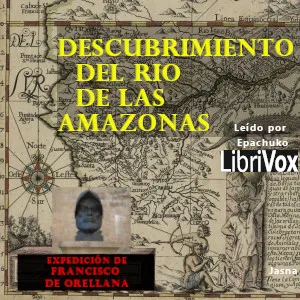 DESCUBRIMIENTO
DEL RIO
DE LAS
AMAZONAS
Leído por
Epachuko
LibriVox
EXPEDICIÓN DE
FRANCISCO
DE ORELLANA
Jasna